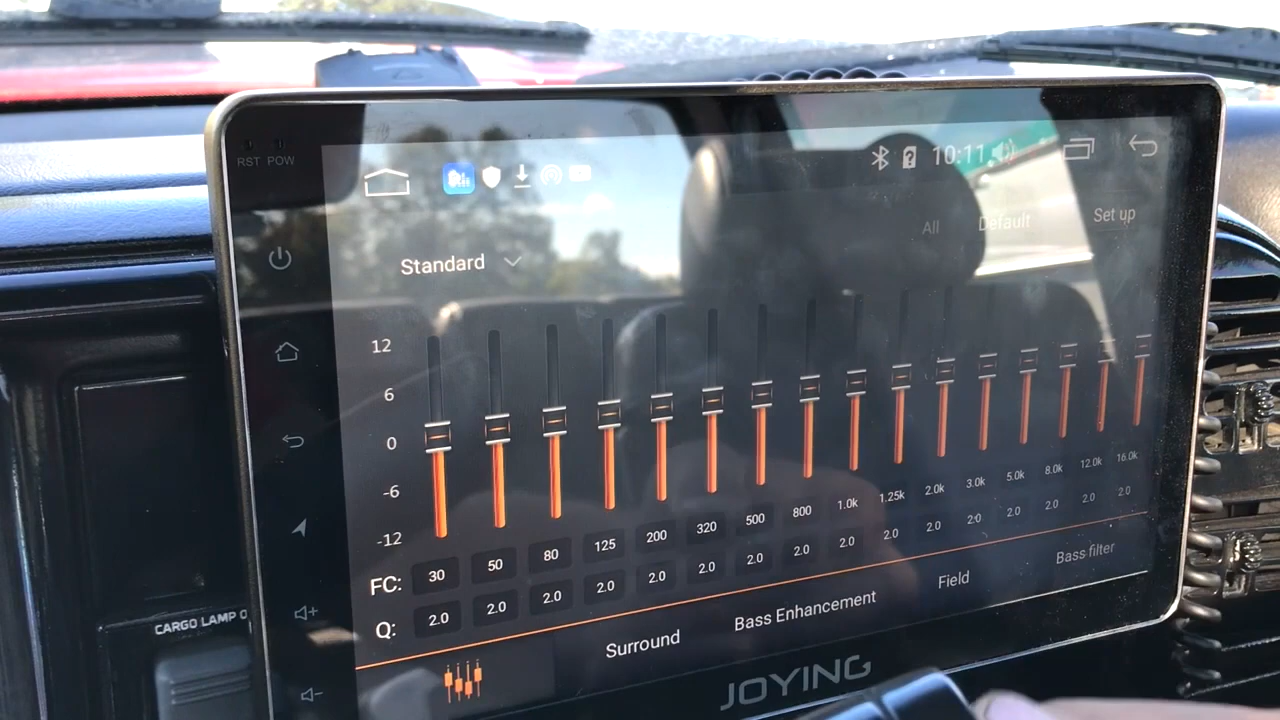 RST POW
10:11
All Default Set up
Standard
12
6
0
-6
-12
FC: 30 50 80 125 200 320 500 800 1.0k 1.25k 2.0k 3.0k 5.0k 8.0k 12.0k 16.0k
Q: 2.0 2.0 2.0 2.0 2.0 2.0 2.0 2.0 2.0 2.0 2.0 2.0 2.0 2.0 2.0 2.0
Surround Bass Enhancement Field Bass filter
JOYING
CARGO LAMP